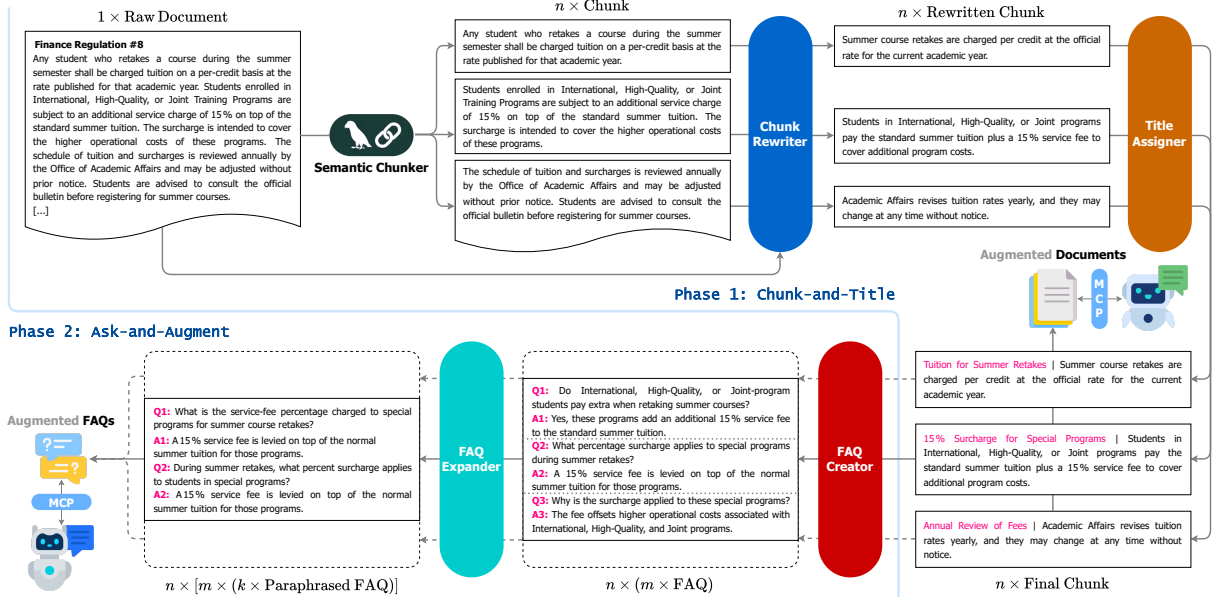 1 × Raw Document
Finance Regulation #8
Any student who retakes a course during the summer
semester shall be charged tuition on a per-credit basis at the
rate published for that academic year. Students enrolled in
International, High-Quality, or Joint Training Programs are
subject to an additional service charge of 15 % on top of the
standard summer tuition. The surcharge is intended to cover
the higher operational costs of these programs. The
schedule of tuition and surcharges is reviewed annually by
the Office of Academic Affairs and may be adjusted without
prior notice. Students are advised to consult the official
bulletin before registering for summer courses.
[...]
Semantic Chunker
n × Chunk
Any student who retakes a course during the summer
semester shall be charged tuition on a per-credit basis at the
rate published for that academic year.
Students enrolled in International, High-Quality, or Joint
Training Programs are subject to an additional service charge
of 15 % on top of the standard summer tuition. The
surcharge is intended to cover the higher operational costs
of these programs.
The schedule of tuition and surcharges is reviewed annually
by the Office of Academic Affairs and may be adjusted
without prior notice. Students are advised to consult the
official bulletin before registering for summer courses.
Chunk
Rewriter
n × Rewritten Chunk
Summer course retakes are charged per credit at the official
rate for the current academic year.
Students in International, High-Quality, or Joint programs
pay the standard summer tuition plus a 15 % service fee to
cover additional program costs.
Academic Affairs revises tuition rates yearly, and they may
change at any time without notice.
Title
Assigner
Phase 1: Chunk-and-Title
Augmented Documents
M
C
P
Tuition for Summer Retakes | Summer course retakes are
charged per credit at the official rate for the current
academic year.
15 % Surcharge for Special Programs | Students in
International, High-Quality, or Joint programs pay the
standard summer tuition plus a 15 % service fee to cover
additional program costs.
Annual Review of Fees | Academic Affairs revises tuition
rates yearly, and they may change at any time without
notice.
n × Final Chunk
Phase 2: Ask-and-Augment
FAQ
Creator
Q1: Do International, High-Quality, or Joint-program
students pay extra when retaking summer courses?
A1: Yes, these programs add an additional 15 % service fee
to the standard summer tuition.
Q2: What percentage surcharge applies to special programs
during summer retakes?
A2: A 15 % service fee is levied on top of the normal
summer tuition for those programs.
Q3: Why is the surcharge applied to these special programs?
A3: The fee offsets higher operational costs associated with
International, High-Quality, and Joint programs.
n × (m × FAQ)
FAQ
Expander
Q1: What is the service-fee percentage charged to special
programs for summer course retakes?
A1: A 15 % service fee is levied on top of the normal
summer tuition for those programs.
Q2: During summer retakes, what percent surcharge applies
to students in special programs?
A2: A 15 % service fee is levied on top of the normal
summer tuition for those programs.
n × [m × (k × Paraphrased FAQ)]
Augmented FAQs
MCP